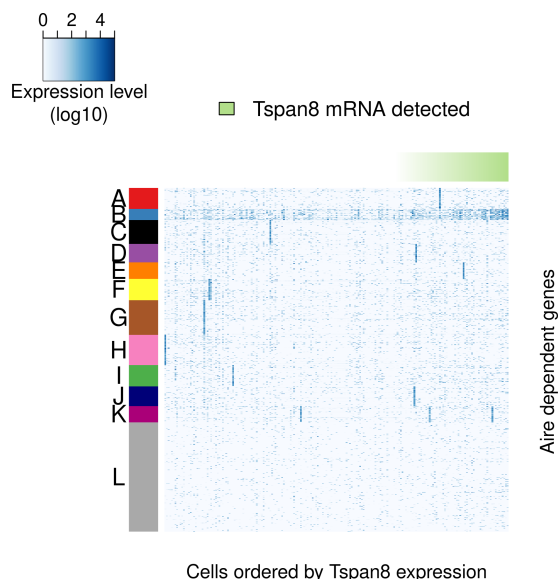 0 2 4
Expression level
(log10)
Tspan8 mRNA detected
A
B
C
D
E
F
G
H
I
J
K
L
Aire dependent genes
Cells ordered by Tspan8 expression